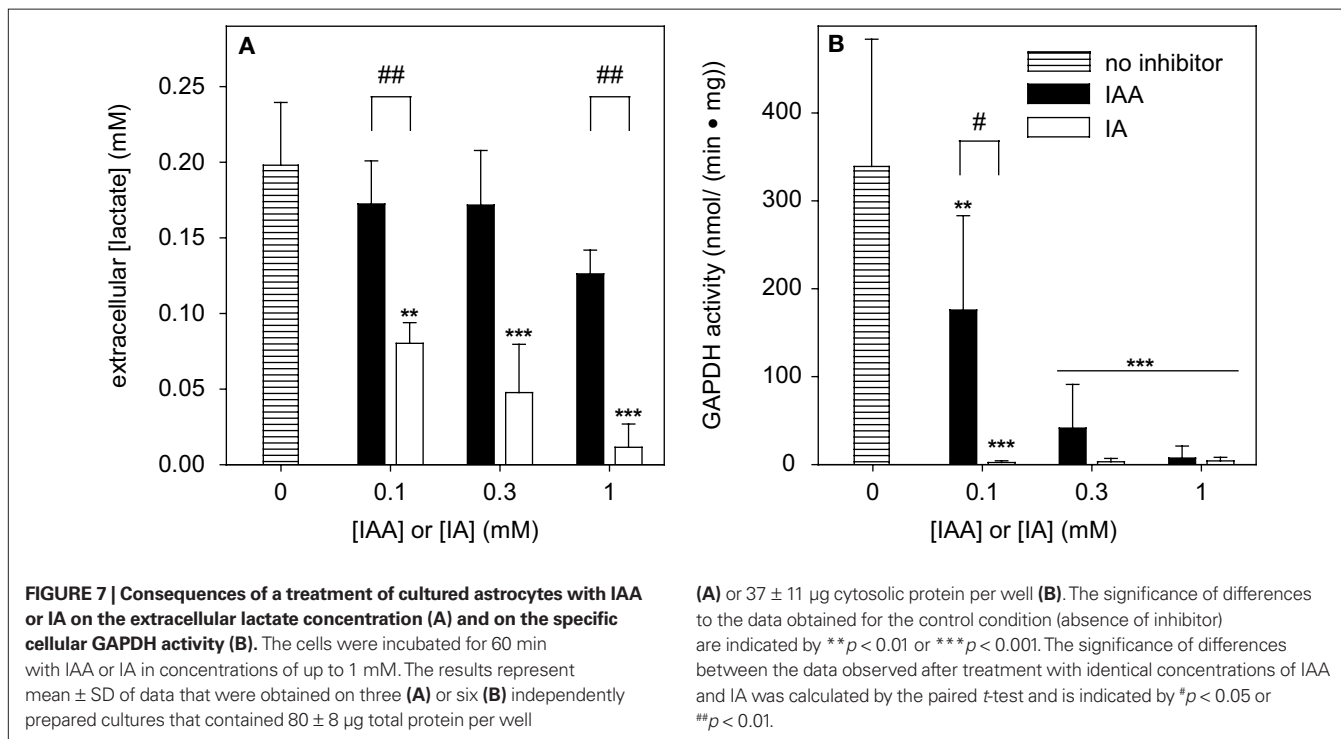 A
##
##
0.25
0.20
0.15
0.10
0.05
0.00
extracellular [lactate] (mM)
**
***
***
0
0.1
0.3
1
[IAA] or [IA] (mM)
B
no inhibitor
IAA
IA
#
400
300
200
100
0
GAPDH activity (nmol/ (min • mg))
**
***
***
0
0.1
0.3
1
[IAA] or [IA] (mM)
FIGURE 7 | Consequences of a treatment of cultured astrocytes with IAA
or IA on the extracellular lactate concentration (A) and on the specific
cellular GAPDH activity (B). The cells were incubated for 60 min
with IAA or IA in concentrations of up to 1 mM. The results represent
mean ± SD of data that were obtained on three (A) or six (B) independently
prepared cultures that contained 80 ± 8 µg total protein per well
(A) or 37 ± 11 µg cytosolic protein per well (B). The significance of differences
to the data obtained for the control condition (absence of inhibitor)
are indicated by **p < 0.01 or ***p < 0.001. The significance of differences
between the data observed after treatment with identical concentrations of IAA
and IA was calculated by the paired t-test and is indicated by #p < 0.05 or
##p < 0.01.